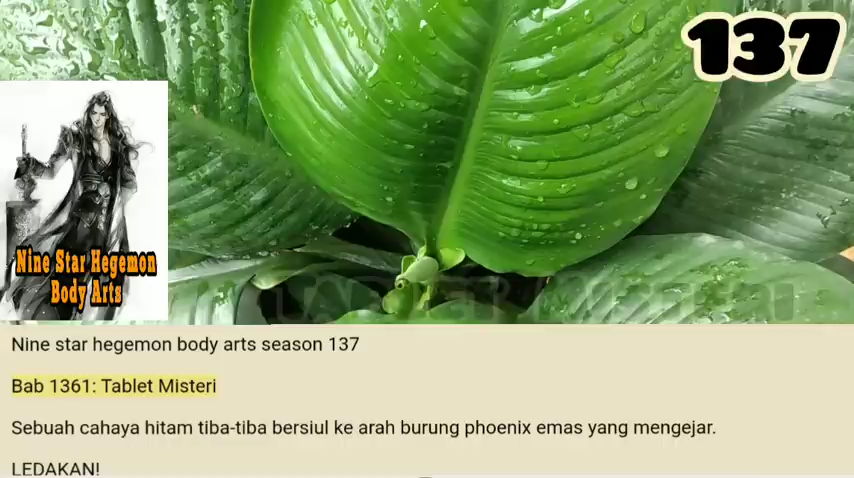 137
Nine Star Hegemon
Body Arts
Nine star hegemon body arts season 137
Bab 1361: Tablet Misteri
Sebuah cahaya hitam tiba-tiba bersiul ke arah burung phoenix emas yang mengejar.
LEDAKAN!